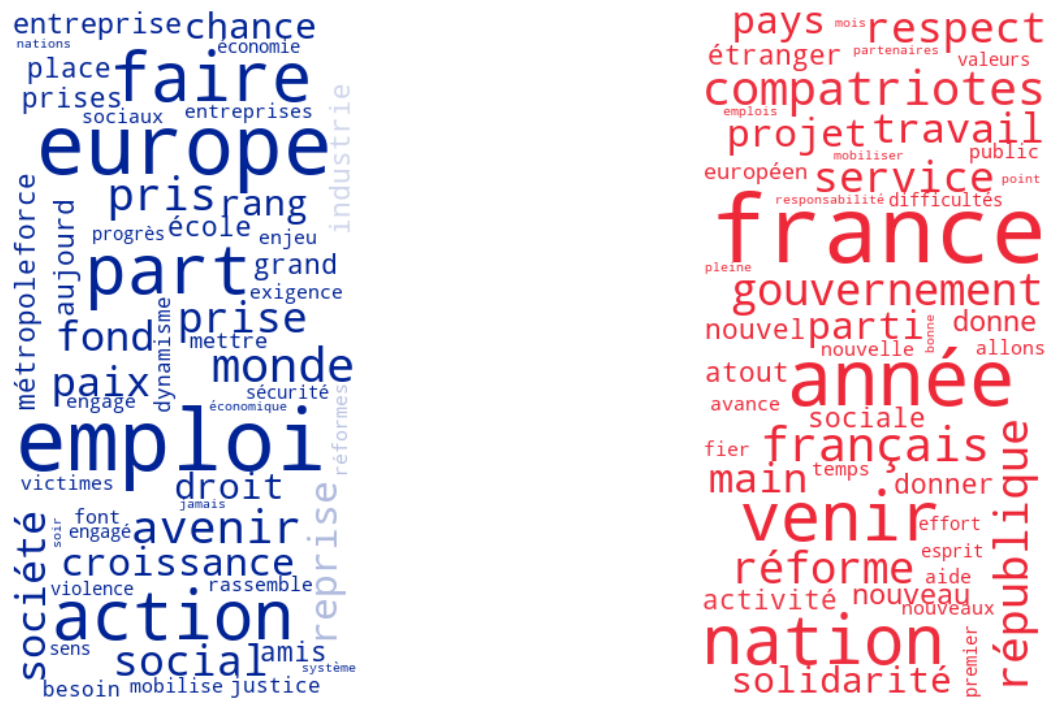 entreprise chance
nations
économie
place faire
prises
sociaux entreprises
industrie
europe
pris rang
métropoleforce
aujourd
progrès école enjeu
part grand
exigence
dynamisme
prise
fond mettre
monde
paix sécurité
engagé économique
réformes
emploi
victimes droit
jamais
société
soir
font
engagé avenir
reprise
croissance
violence rassemble
action
sens social amis
système
besoin mobilise justice
pays mois respect
étranger partenaires valeurs
compatriotes
emplois
projet travail
mobiliser public
européen service point
responsabilité difficultés
france
pleine
gouvernement
nouvel parti bonne donne
nouvelle allons
atout année
avance
sociale
fier français
république
main temps donner
venir effort
esprit
réforme aide
activité nouveau
nouveaux
nation
premier
solidarité